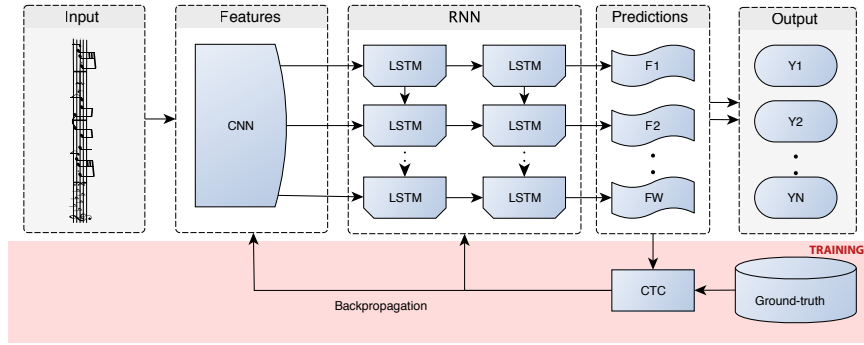 Input
Features
RNN
Predictions
Output
CNN
LSTM
LSTM
F1
Y1
LSTM
LSTM
F2
Y2
LSTM
LSTM
FW
YN
TRAINING
Backpropagation
CTC
Ground-truth